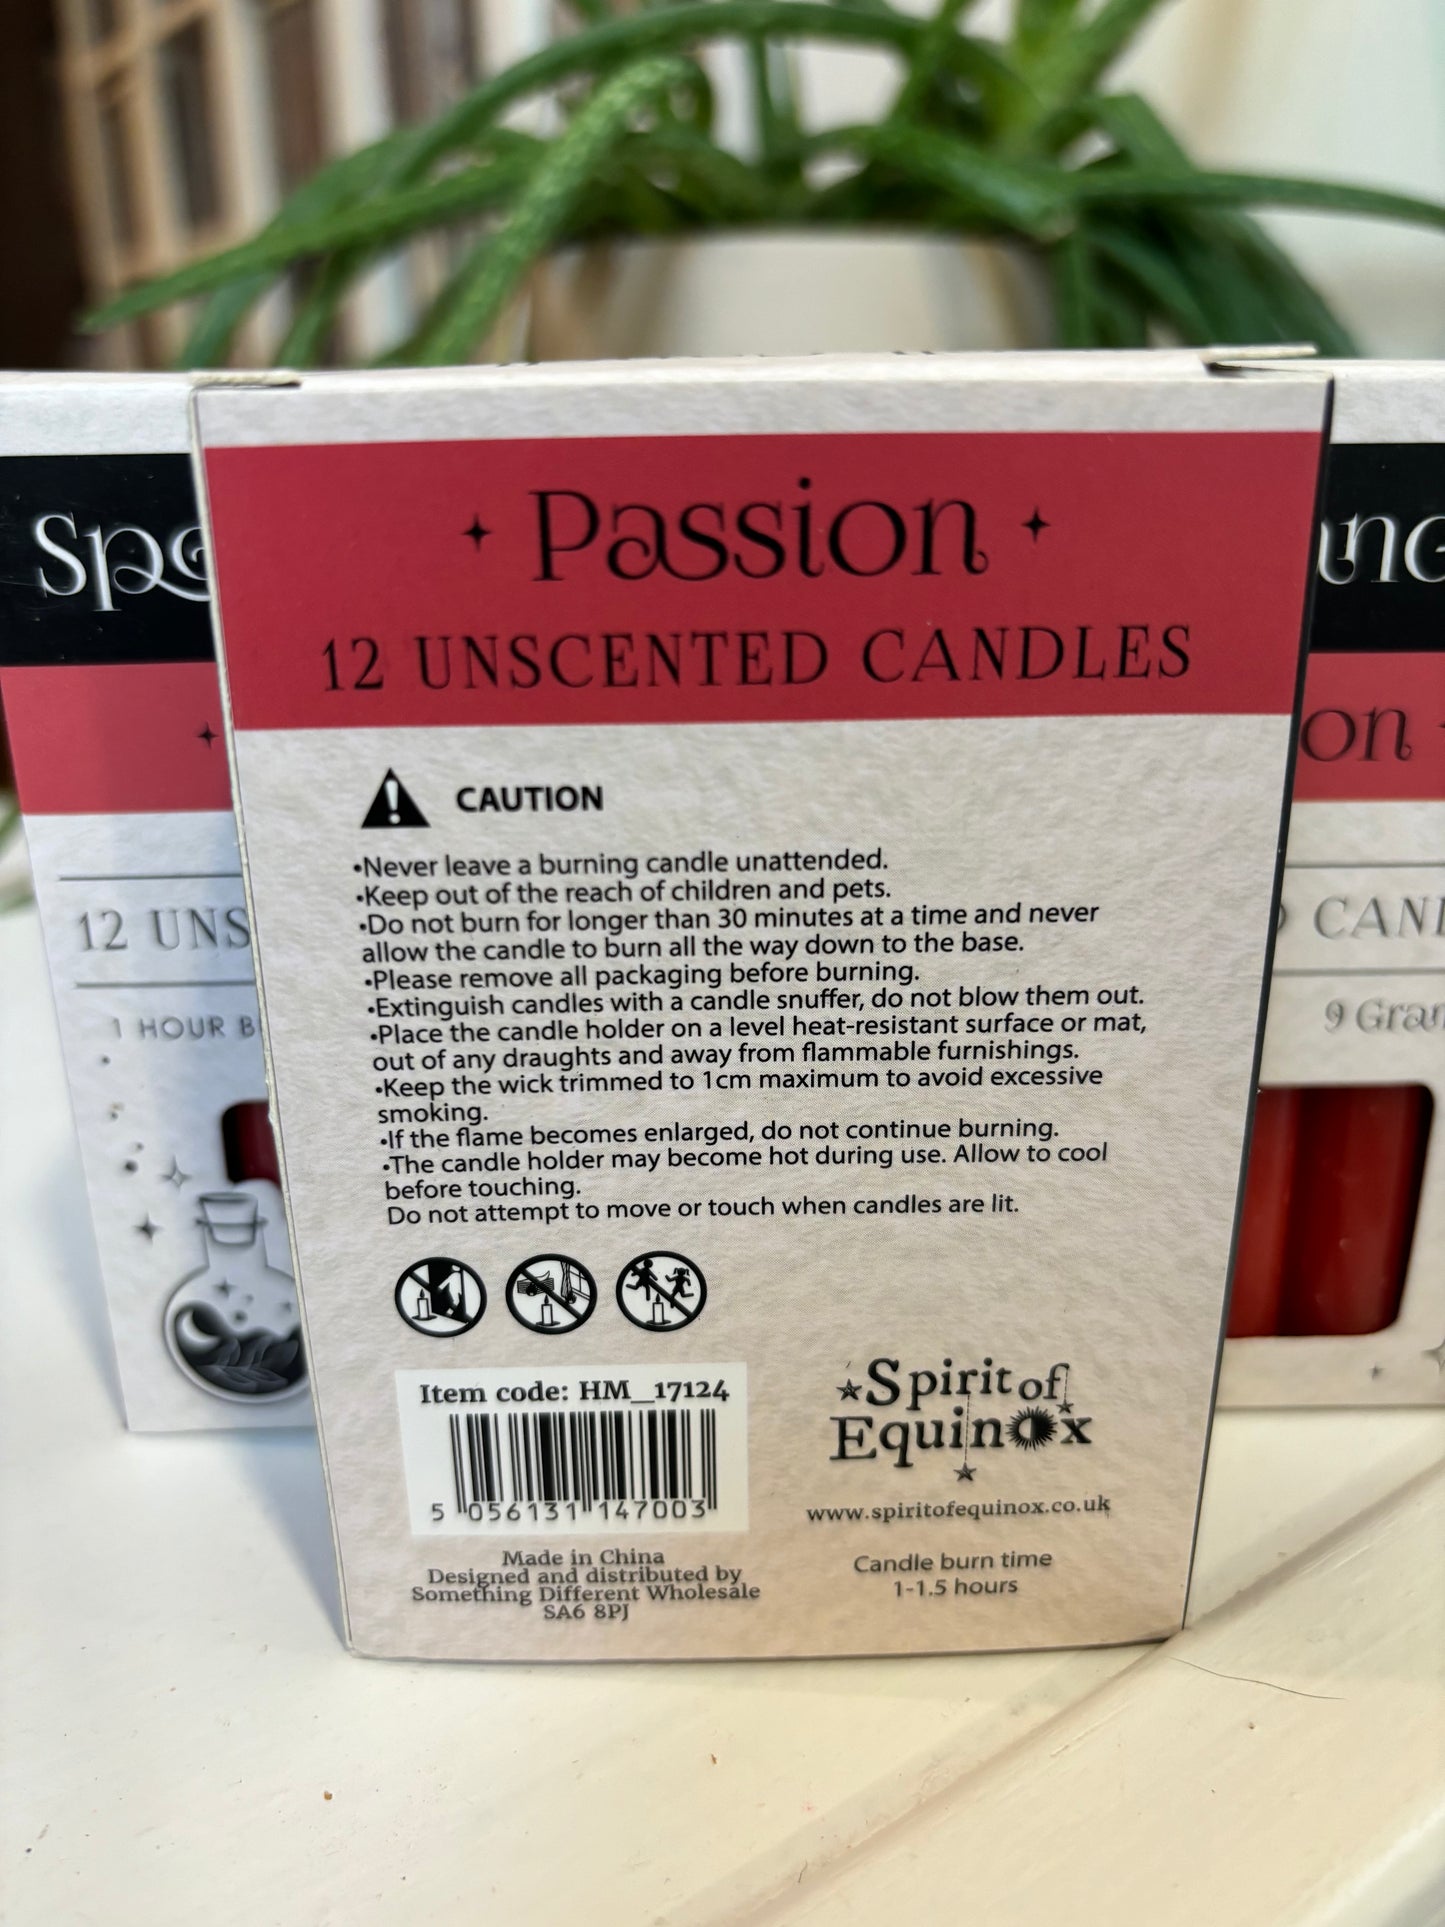 Passion
12 UNSCENTED CANDLES
CAUTION
•Never leave a burning candle unattended.
•Keep out of the reach of children and pets.
•Do not burn for longer than 30 minutes at a time and never
allow the candle to burn all the way down to the base.
•Please remove all packaging before burning.
•Extinguish candles with a candle snuffer, do not blow them out.
•Place the candle holder on a level heat-resistant surface or mat,
out of any draughts and away from flammable furnishings.
•Keep the wick trimmed to 1cm maximum to avoid excessive
smoking.
•If the flame becomes enlarged, do not continue burning.
•The candle holder may become hot during use. Allow to cool
before touching.
Do not attempt to move or touch when candles are lit.
Item code: HM_17124
5 056131 147003
Made in China
Designed and distributed by
Something Different Wholesale
SA6 8PJ
Spirit of
Equinox
www.spiritofequinox.co.uk
Candle burn time
1-1.5 hours
12 UNS
1 HOUR B
on
CAN
9 Gram